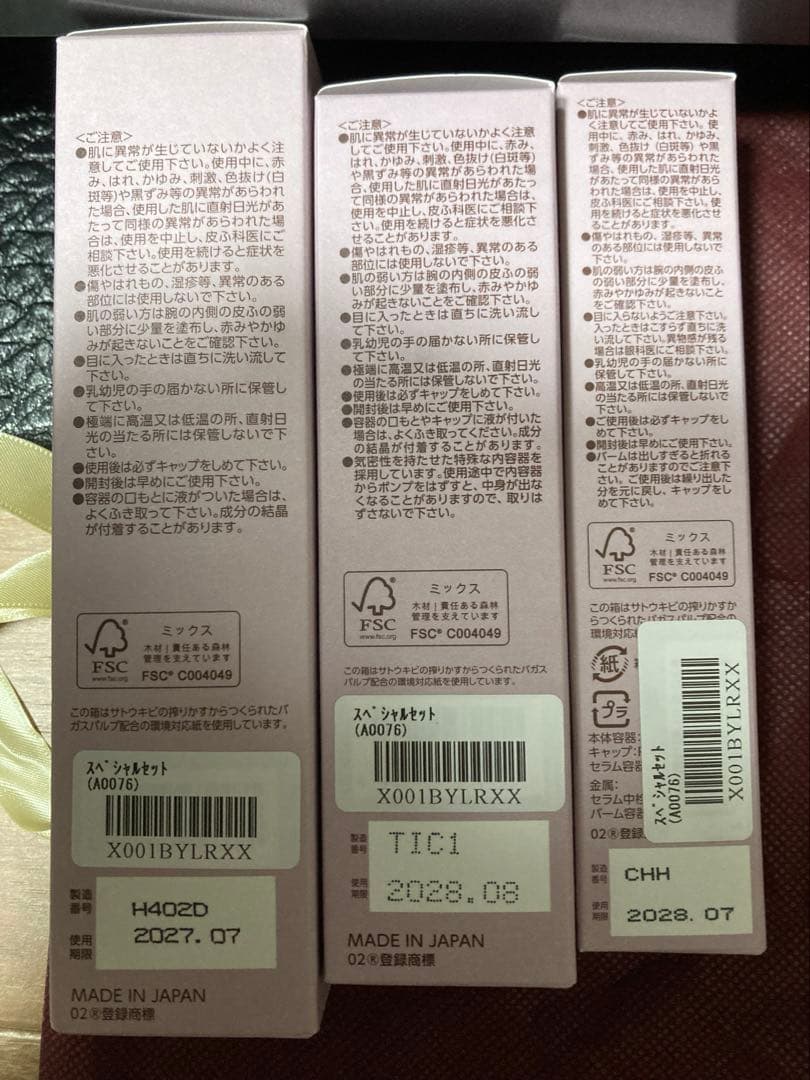 ＜ご注意＞
●肌に異常が生じていないかよく注
意してご使用下さい。使用中に、赤
み、はれ、かゆみ、刺激、色抜け(白
斑等)や黒ずみ等の異常があらわれ
た場合、使用した肌に直射日光があ
たって同様の異常があらわれた場
合は、使用を中止し、皮ふ科医にご
相談下さい。使用を続けると症状を
悪化させることがあります。
●傷やはれもの、湿疹等、異常のある
部位には使用しないで下さい。
●肌の弱い方は腕の内側の皮ふの弱
い部分に少量を塗布し、赤みやかゆ
みが起きないことをご確認下さい。
●目に入ったときは直ちに洗い流して
下さい。
●乳幼児の手の届かない所に保管し
て下さい。
●極端に高温又は低温の所、直射日
光の当たる所には保管しないで下
さい。
●使用後は必ずキャップをしめて下さい。
●開封後は早めにご使用下さい。
●容器の口もとに液がついた場合は、
よくふき取って下さい。成分の結晶
が付着することがあります。
FSC
www.fsc.org
ミックス
木材｜責任ある森林
管理を支えています
FSC® C004049
この箱はサトウキビの搾りかすからつくられたバ
ガスパルプ配合の環境対応紙を使用しています。
スペシャルセット
(A0076)
X001BYLRXX
製造
番号
H402D
使用
期限
2027.07
MADE IN JAPAN
02®登録商標
＜ご注意＞
●肌に異常が生じていないかよく注意
してご使用下さい。使用中に、赤み、
はれ、かゆみ、刺激、色抜け(白斑等)
や黒ずみ等の異常があらわれた場
合、使用した肌に直射日光があたっ
て同様の異常があらわれた場合は、
使用を中止し、皮ふ科医にご相談下
さい。使用を続けると症状を悪化さ
せることがあります。
●傷やはれもの、湿疹等、異常のある
部位には使用しないで下さい。
●肌の弱い方は腕の内側の皮ふの弱
い部分に少量を塗布し、赤みやかゆ
みが起きないことをご確認下さい。
●目に入ったときは直ちに洗い流し
て下さい。
●乳幼児の手の届かない所に保管し
て下さい。
●極端に高温又は低温の所、直射日光
の当たる所には保管しないで下さい。
●使用後は必ずキャップをしめて下さい。
●開封後は早めにご使用下さい。
●容器の口もとやキャップに液が付いた
場合は、よくふき取ってください。成分
の結晶が付着することがあります。
●気密性を持たせた特殊な内容器を
採用しています。使用途中で内容器
からポンプをはずすと、中身が出な
くなることがありますので、取りは
ずさないで下さい。
FSC
www.fsc.org
ミックス
木材｜責任ある森林
管理を支えています
FSC® C004049
この箱はサトウキビの搾りかすからつくられたバガス
パルプ配合の環境対応紙を使用しています。
スペシャルセット
(A0076)
X001BYLRXX
製造
番号
TIC1
使用
期限
2028.08
MADE IN JAPAN
02®登録商標
＜ご注意＞
●肌に異常が生じていないかよ
く注意してご使用下さい。使
用中に、赤み、はれ、かゆみ、
刺激、色抜け(白斑等)や黒
ずみ等の異常があらわれた
場合、使用した肌に直射日光
があたって同様の異常があら
われた場合は、使用を中止し、
皮ふ科医にご相談下さい。使
用を続けると症状を悪化させ
ることがあります。
●傷やはれもの、湿疹等、異常
のある部位には使用しないで
下さい。
●肌の弱い方は腕の内側の皮ふ
の弱い部分に少量を塗布し、
赤みやかゆみが起きないこと
をご確認下さい。
●目に入らないようご注意下さい。
入ったときはこすらず直ちに洗
い流して下さい。異物感が残る
場合は眼科医にご相談下さい。
●乳幼児の手の届かない所に
保管して下さい。
●高温又は低温の所、直射日光
の当たる所には保管しないで
下さい。
●ご使用後は必ずキャップをし
めて下さい。
●開封後は早めにご使用下さい。
●バームは出しすぎると折れる
ことがありますのでご注意下
さい。ご使用後は繰り出した
分を元に戻し、キャップをし
めて下さい。
FSC
www.fsc.org
ミックス
木材｜責任ある森林
管理を支えています
FSC® C004049
この箱はサトウキビの搾りかすか
らつくられたバガスパルプ配合の
環境対応紙
紙
プラ
本体容器:
キャップ:
セラム容器
金属:
セラム中栓
バーム容器
02®登録
スペシャルセット
(A0076)
X001BYLRXX
製造
番号
CHH
使用
期限
2028.07